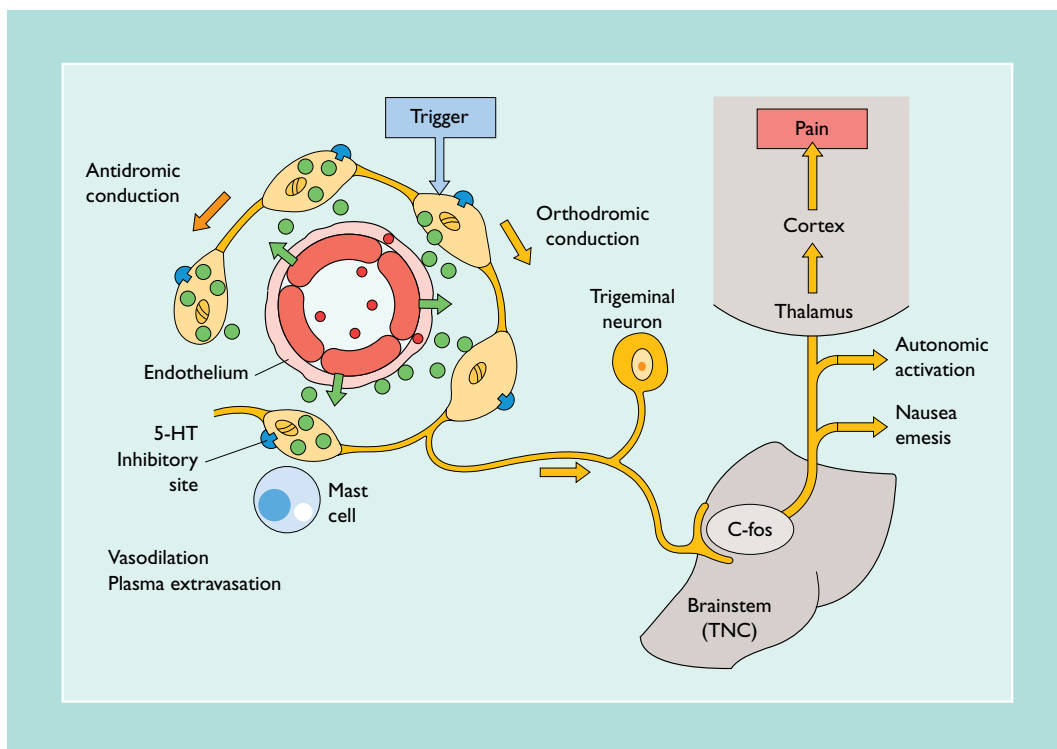 Trigger
Pain
Antidromic
conduction
Orthodromic
conduction
Cortex
Trigeminal
neuron
Thalamus
Endothelium
Autonomic
activation
Nausea
emesis
5-HT
Inhibitory
site
Mast
cell
C-fos
Vasodilation
Plasma extravasation
Brainstem
(TNC)